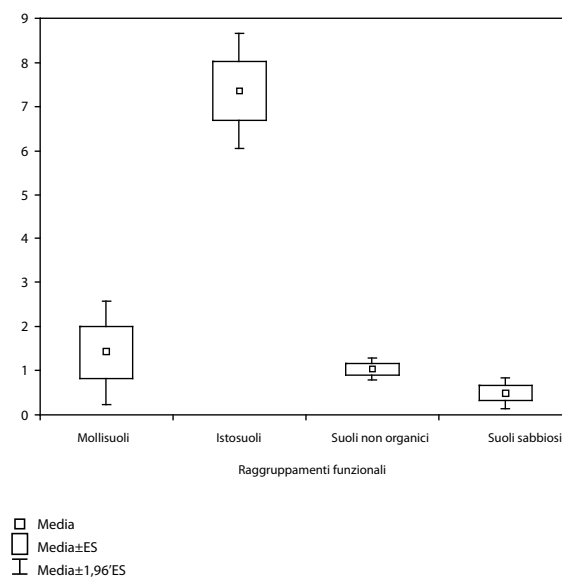 9
8
7
6
5
4
3
2
1
0
Mollisuoli Istosuoli Suoli non organici Suoli sabbiosi
Raggruppamenti funzionali
Media
Media±ES
Media±1,96'ES